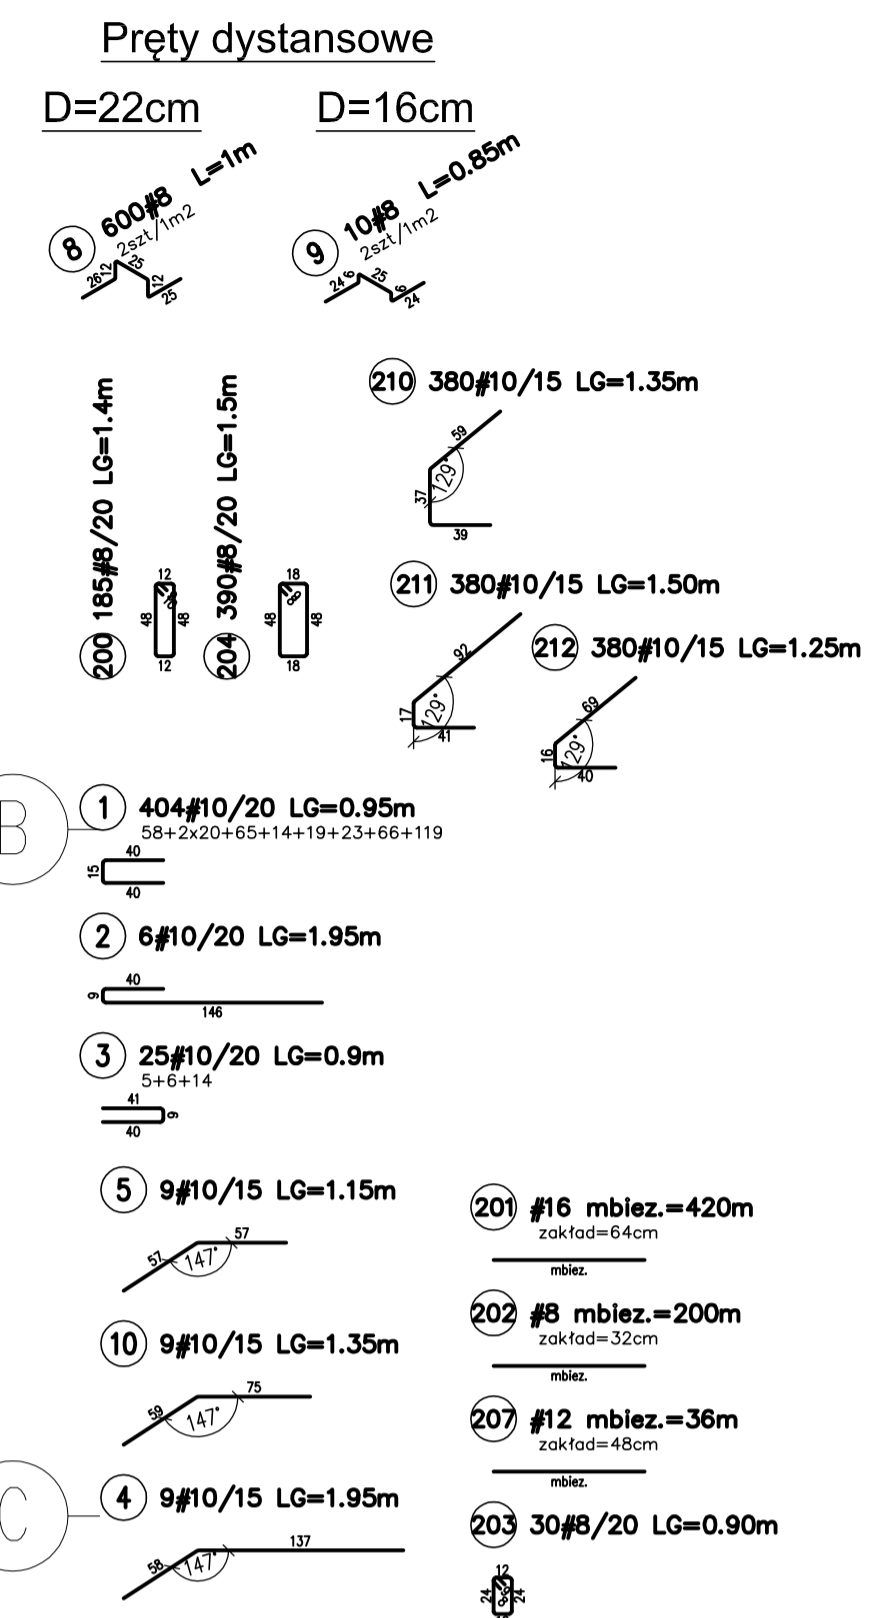 Pręty dystansowe
D=22cm
D=16cm
8 600#8 L=1m
2szt/1m2
26 12 25 12 25
9 10#8 L=0.85m
2szt/1m2
24 6 25 6 24
200 185#8/20 LG=1.4m
12
48 48
12
204 390#8/20 LG=1.5m
18
8 8
48 48
18
210 380#10/15 LG=1.35m
59
129°
37
39
211 380#10/15 LG=1.50m
92
129°
17
41
212 380#10/15 LG=1.25m
69
129°
16
40
B
1 404#10/20 LG=0.95m
58+2x20+65+14+19+23+66+119
40
15
40
2 6#10/20 LG=1.95m
40
9
146
3 25#10/20 LG=0.9m
5+6+14
41
9
40
5 9#10/15 LG=1.15m
57
57
147°
10 9#10/15 LG=1.35m
75
59
147°
C
4 9#10/15 LG=1.95m
137
58
147°
201 #16 mbiez.=420m
zakład=64cm
mbiez.
202 #8 mbiez.=200m
zakład=32cm
mbiez.
207 #12 mbiez.=36m
zakład=48cm
mbiez.
203 30#8/20 LG=0.90m
12
24 24